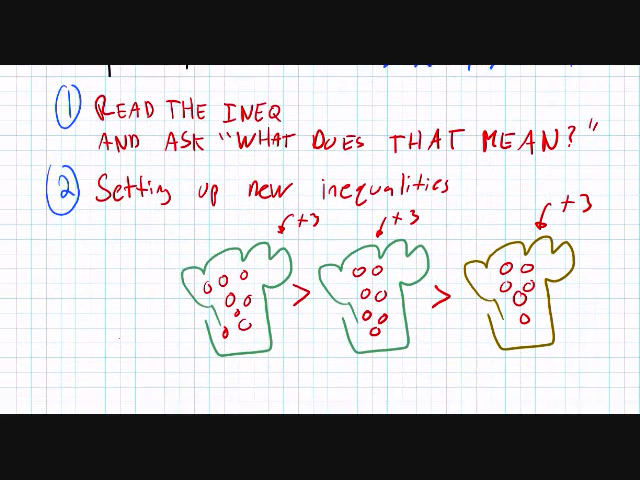 1 READ THE INEQ
AND ASK "WHAT DOES THAT MEAN?"
2 Setting up new inequalities
+3 +3 +3
> >